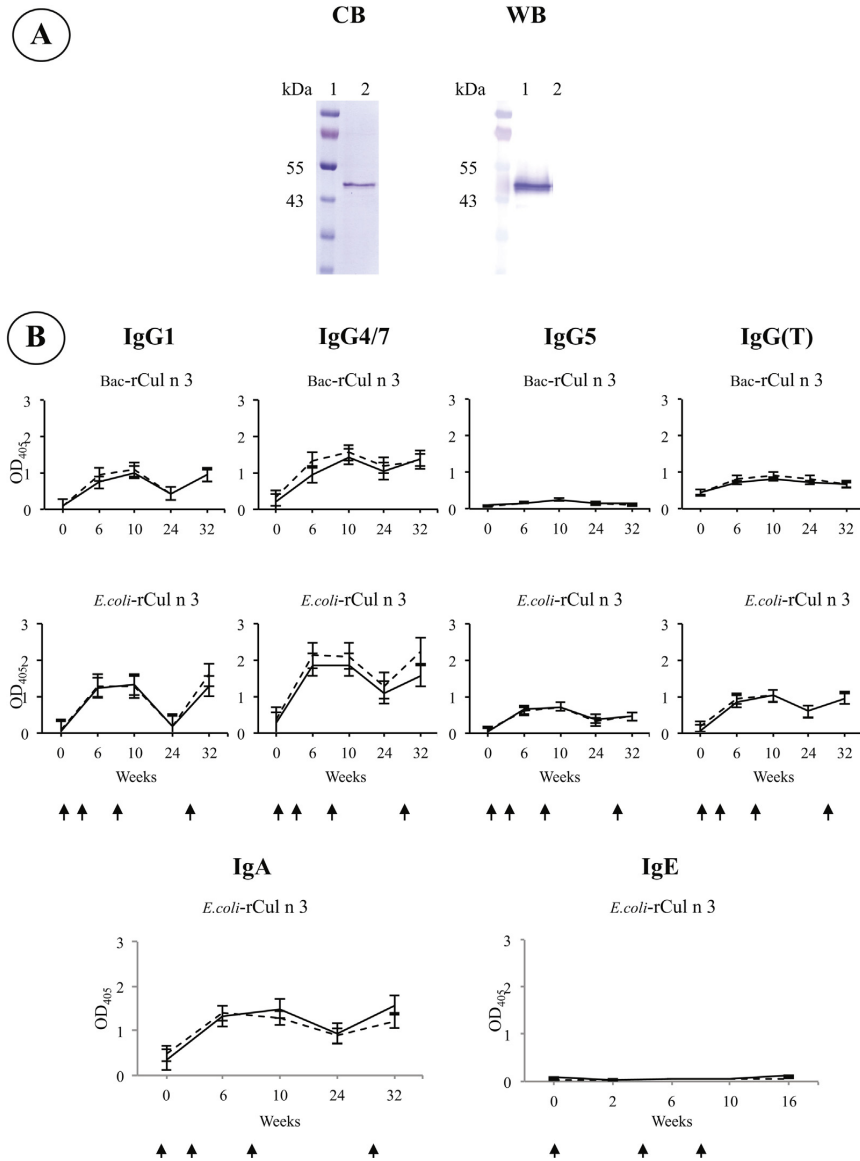 A
CB WB
kDa 1 2 kDa 1 2
55 55
43 43
B
IgG1 IgG4/7 IgG5 IgG(T)
Bac-rCul n 3 Bac-rCul n 3 Bac-rCul n 3 Bac-rCul n 3
OD405
3 3 3 3
2 2 2 2
1 1 1 1
0 0 0 0
0 6 10 24 32 0 6 10 24 32 0 6 10 24 32 0 6 10 24 32
E.coli-rCul n 3 E.coli-rCul n 3 E.coli-rCul n 3 E.coli-rCul n 3
OD405
3 3 3 3
2 2 2 2
1 1 1 1
0 0 0 0
0 6 10 24 32 0 6 10 24 32 0 6 10 24 32 0 6 10 24 32
Weeks Weeks Weeks Weeks
IgA IgE
E.coli-rCul n 3 E.coli-rCul n 3
OD405 OD405
3 3
2 2
1 1
0 0
0 6 10 24 32 0 2 6 10 16
Weeks Weeks